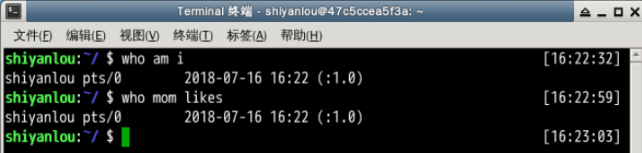 Terminal 终端 - shiyanlou@47c5ccea5f3a: ~
文件(F) 编辑(E) 视图(V) 终端(T) 标签(A) 帮助(H)
shiyanlou:~/ $ who am i [16:22:32]
shiyanlou pts/0 2018-07-16 16:22 (:1.0)
shiyanlou:~/ $ who mom likes [16:22:59]
shiyanlou pts/0 2018-07-16 16:22 (:1.0)
shiyanlou:~/ $ [16:23:03]